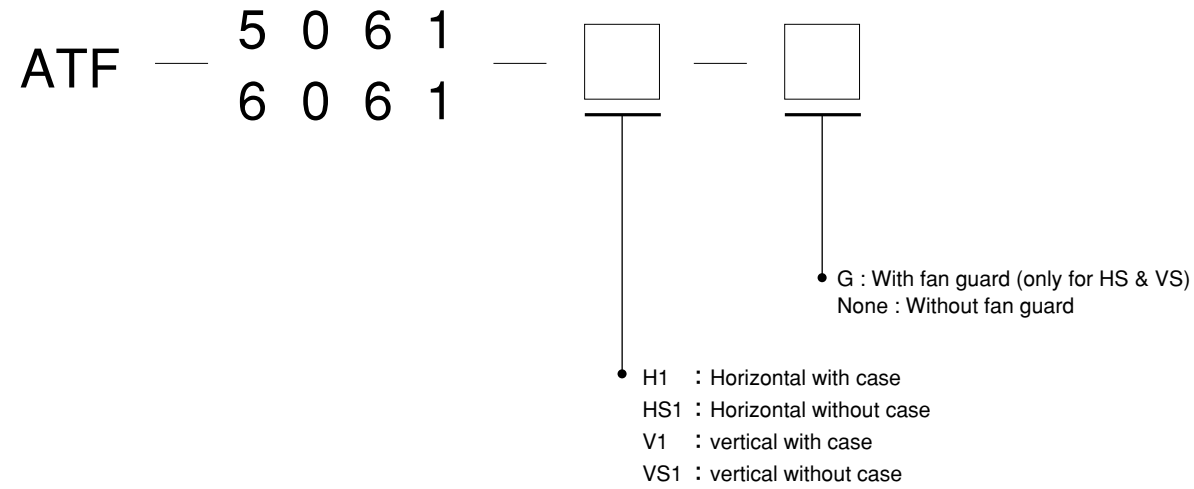 5 0 6 1
ATF
6 0 6 1
G : With fan guard (only for HS & VS)
None : Without fan guard
H1 : Horizontal with case
HS1 : Horizontal without case
V1 : vertical with case
VS1 : vertical without case